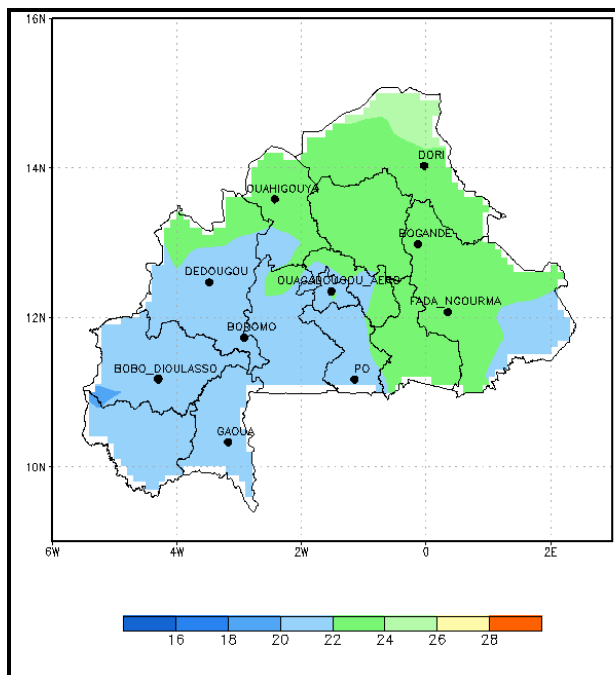 16N
14N
DORI
OUAHIGOUYA
BOGANDE
DEDOUGOU
FADA_NGOURMA
12N
BOROMO
BOBO_DIOULASSO
PO
GAOUA
10N
6W 4W 2W 0 2E
16 18 20 22 24 26 28